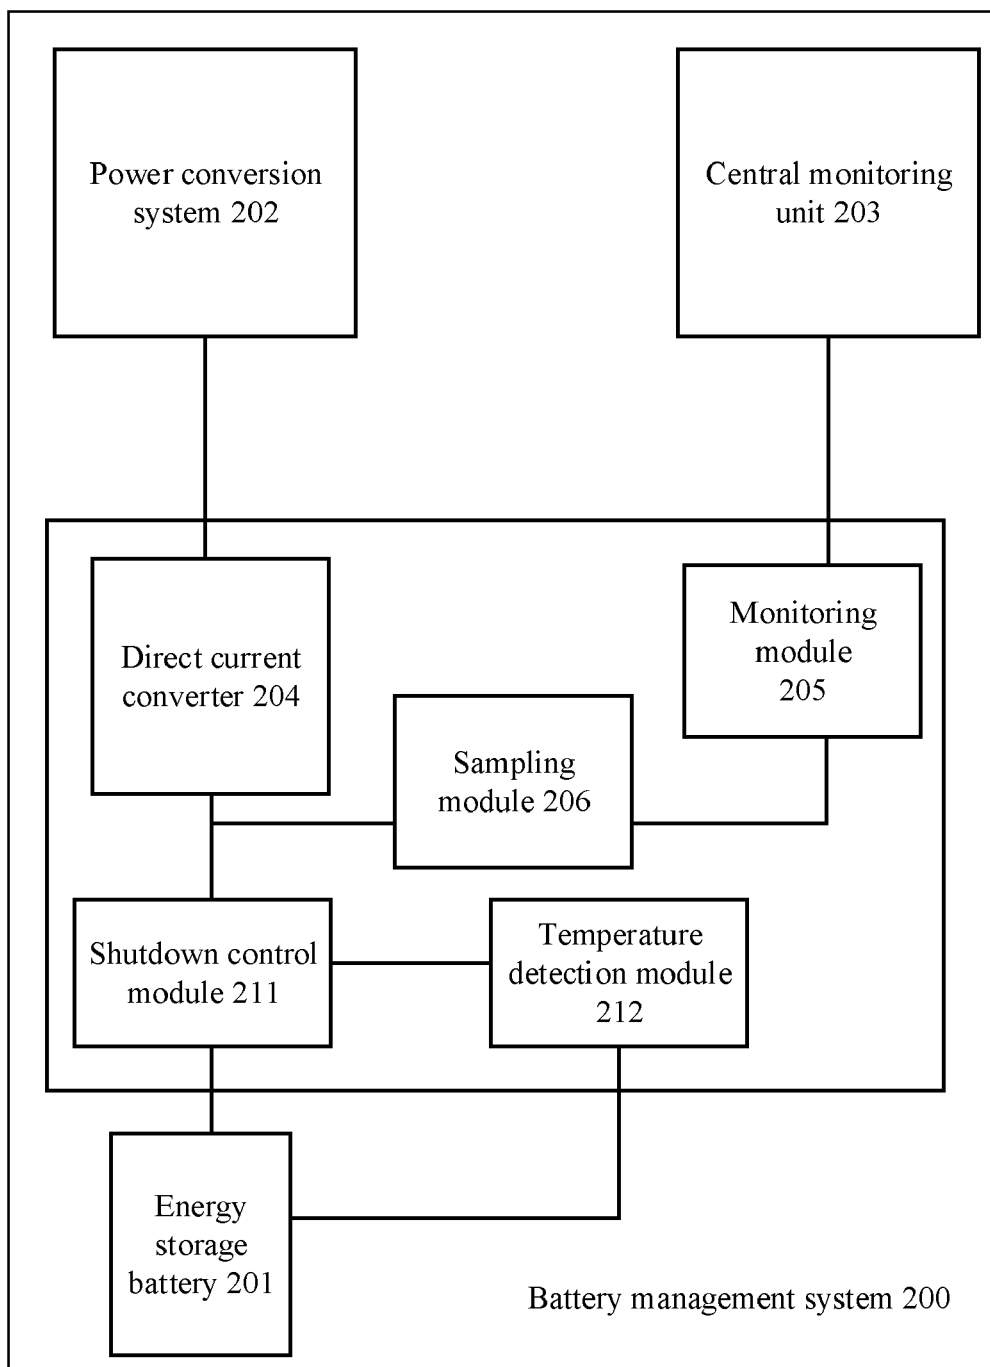 Power conversion
system 202
Central monitoring
unit 203
Direct current
converter 204
Monitoring
module
205
Sampling
module 206
Shutdown control
module 211
Temperature
detection module
212
Energy
storage
battery 201
Battery management system 200